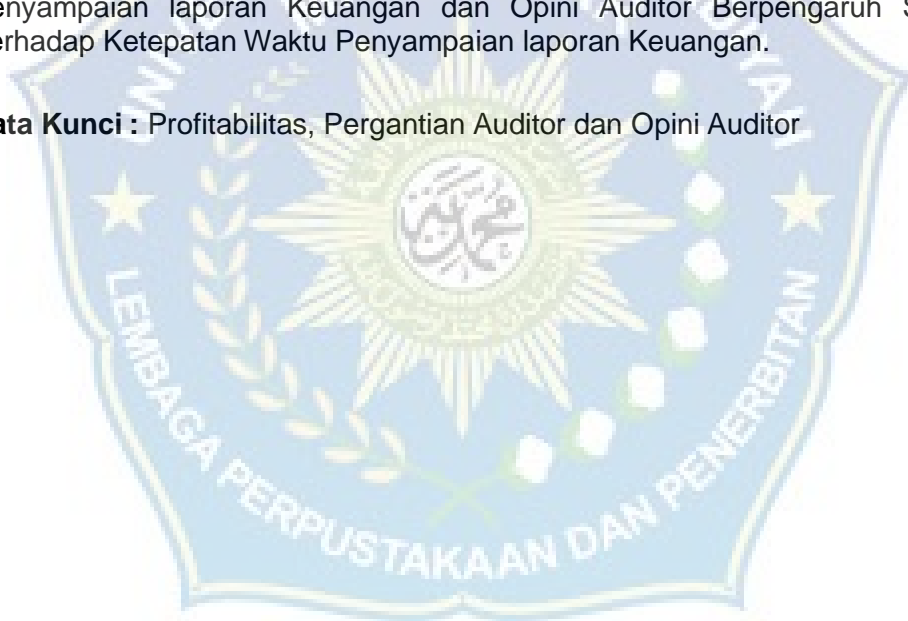 enyampaian laporan Keuangan dan Opini Auditor Berpengaruh S
erhadap Ketepatan Waktu Penyampaian laporan Keuangan.
ata Kunci : Profitabilitas, Pergantian Auditor dan Opini Auditor
محمدية
LEMBAGA PERPUSTAKAAN DAN PENERBITAN